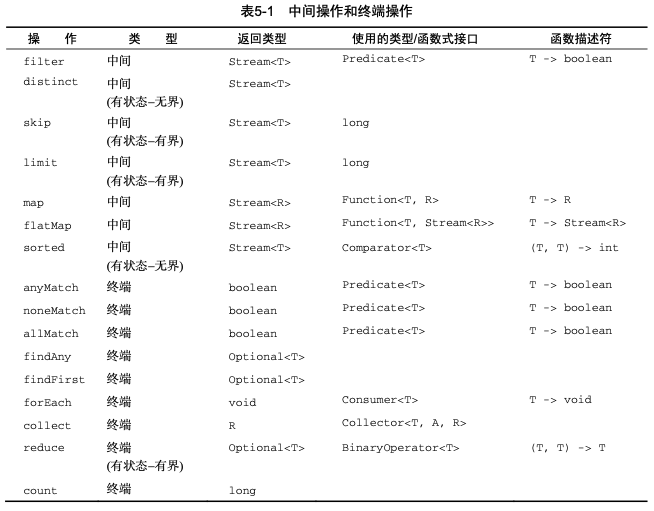 表5-1 中间操作和终端操作
操 作 类 型 返回类型 使用的类型/函数式接口 函数描述符
filter 中间 Stream<T> Predicate<T> T -> boolean
distinct 中间 Stream<T>
(有状态–无界)
skip 中间 Stream<T> long
(有状态–有界)
limit 中间 Stream<T> long
(有状态–有界)
map 中间 Stream<R> Function<T, R> T -> R
flatMap 中间 Stream<R> Function<T, Stream<R>> T -> Stream<R>
sorted 中间 Stream<T> Comparator<T> (T, T) -> int
(有状态–无界)
anyMatch 终端 boolean Predicate<T> T -> boolean
noneMatch 终端 boolean Predicate<T> T -> boolean
allMatch 终端 boolean Predicate<T> T -> boolean
findAny 终端 Optional<T>
findFirst 终端 Optional<T>
forEach 终端 void Consumer<T> T -> void
collect 终端 R Collector<T, A, R>
reduce 终端 Optional<T> BinaryOperator<T> (T, T) -> T
(有状态–有界)
count 终端 long